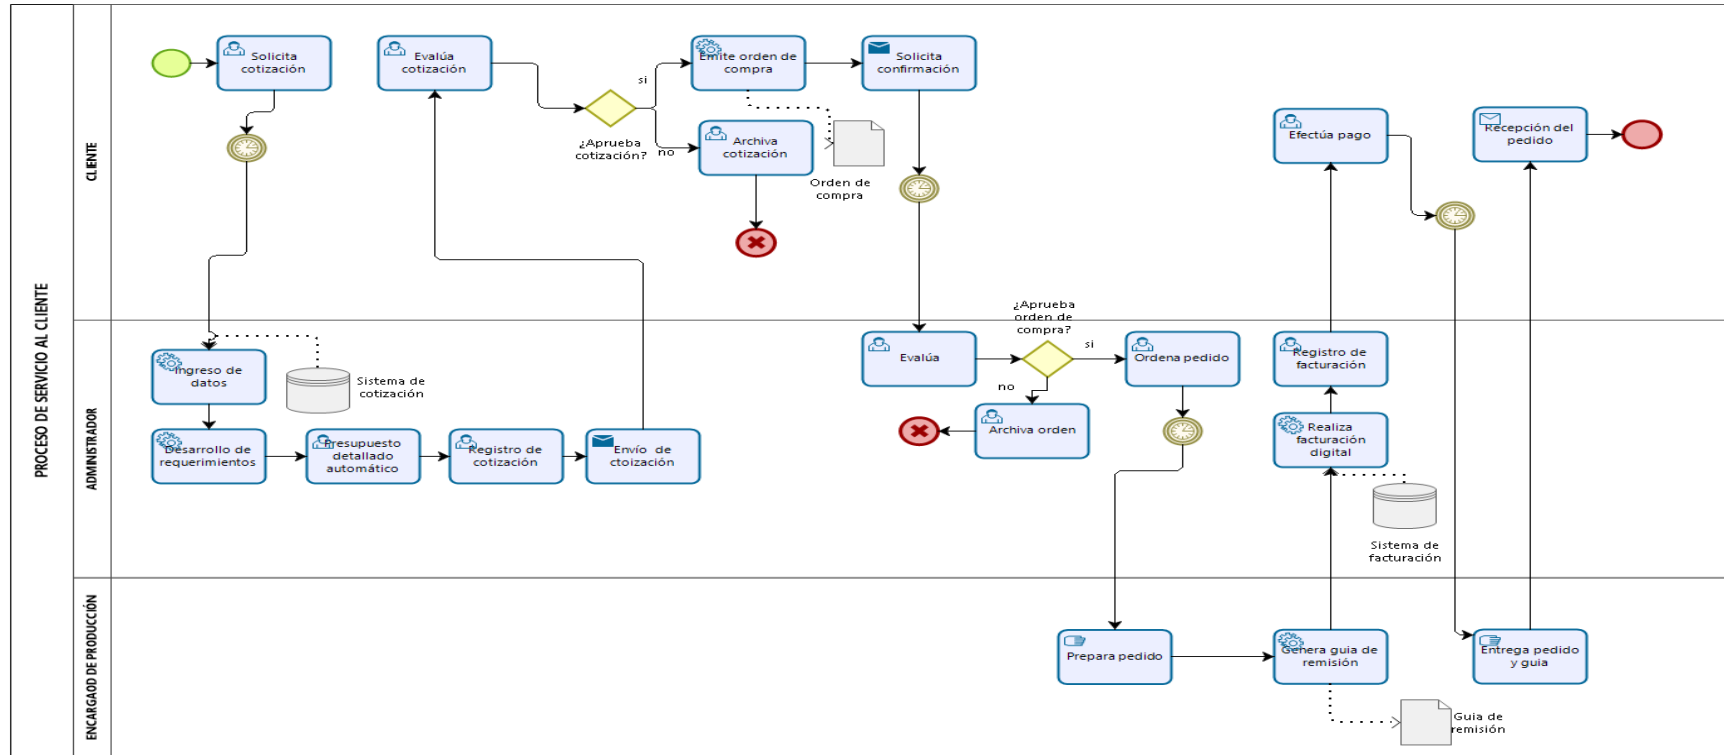 PROCESO DE SERVICIO AL CLIENTE
CLIENTE
Solicita
cotización
Evalúa
cotización
¿Aprueba
cotización?
si
no
Emite orden de
compra
Archiva
cotización
Orden de
compra
Solicita
confirmación
Efectúa pago
Recepción del
pedido
ADMINISTRADOR
Ingreso de
datos
Sistema de
cotización
Desarrollo de
requerimientos
Presupuesto
detallado
automático
Registro de
cotización
Envío de
ctoización
Evalúa
¿Aprueba
orden de
compra?
si
no
Ordena pedido
Archiva orden
Registro de
facturación
Realiza
facturación
digital
Sistema de
facturación
ENCARGAOD DE PRODUCCIÓN
Prepara pedido
Genera guia de
remisión
Entrega pedido
y guia
Guia de
remisión